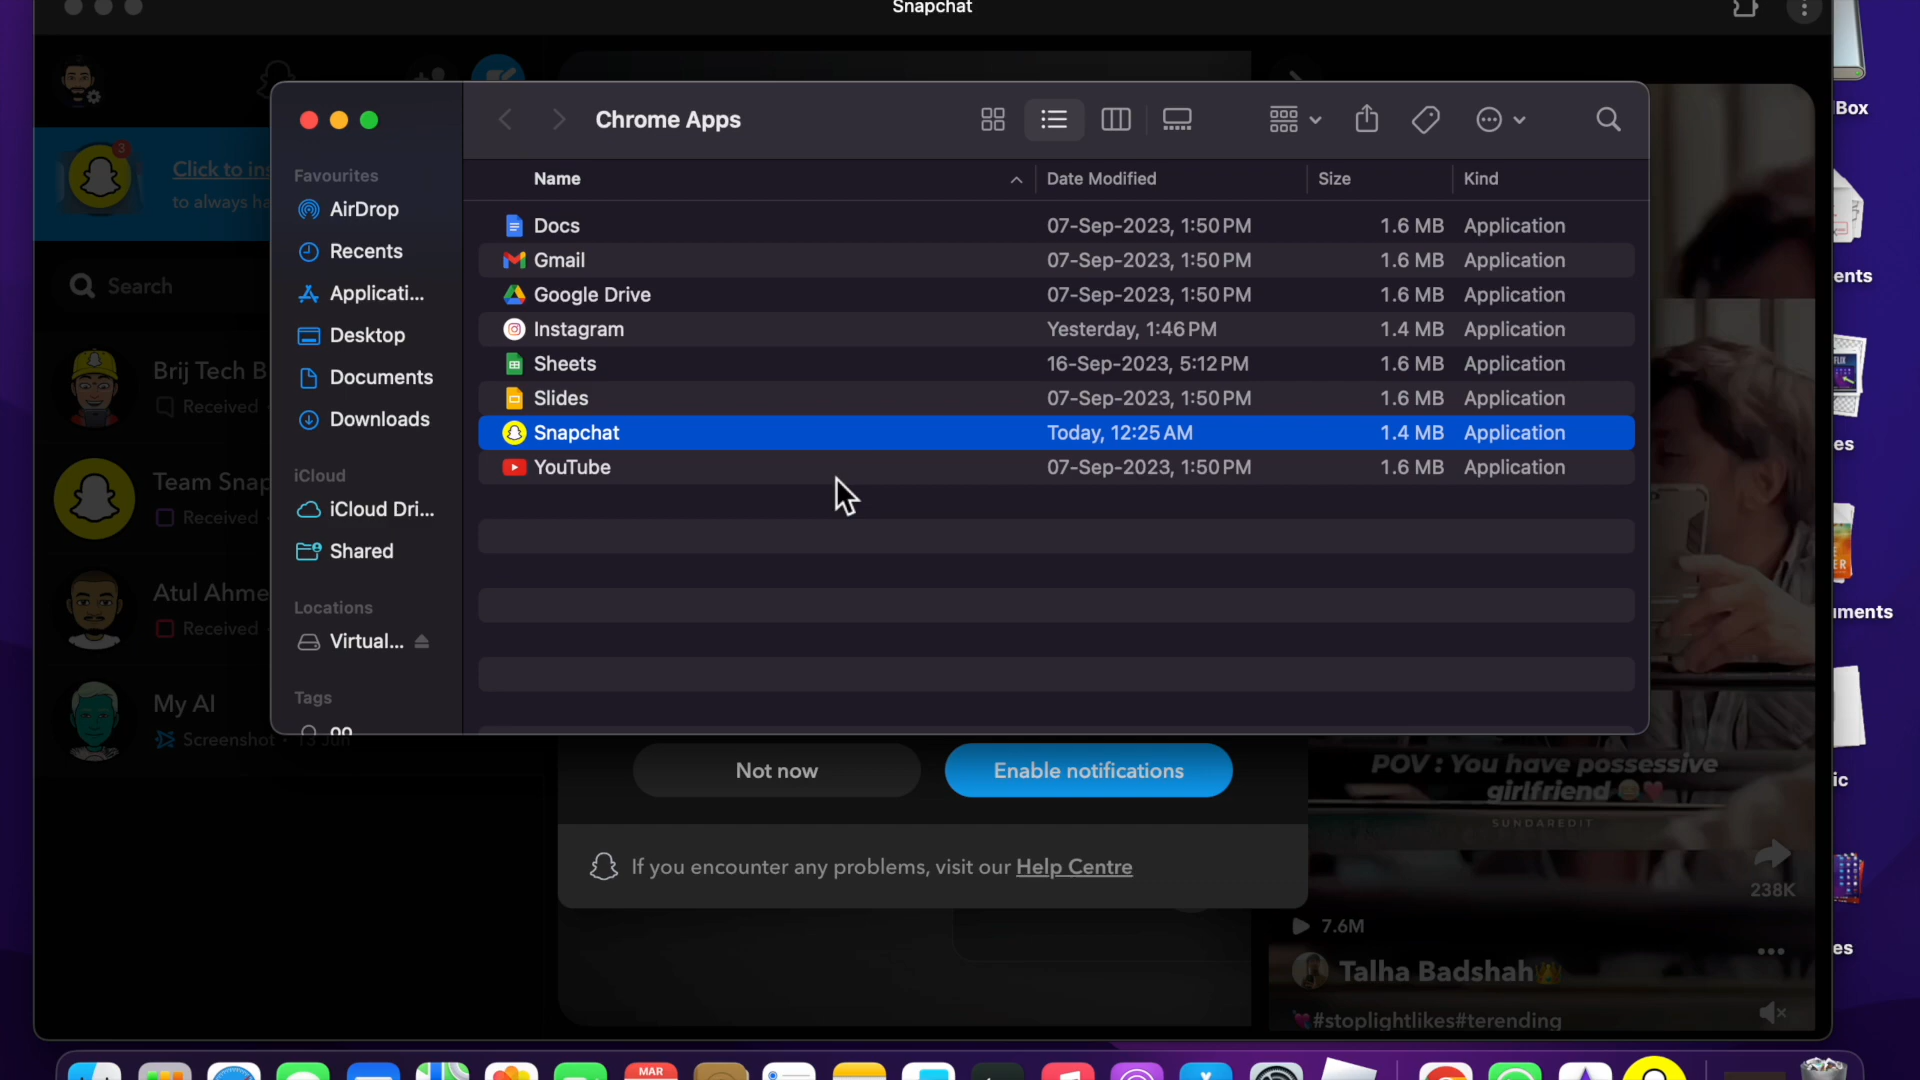 Snapchat
Click to ins
to always ha
3
Search
Brij Tech B
Received
Team Snap
Received
Atul Ahme
Received
My AI
Screenshot · 13 Jun
Chrome Apps
Favourites
AirDrop
Recents
Applicati...
Desktop
Documents
Downloads
iCloud
iCloud Dri...
Shared
Locations
Virtual...
Tags
Name Date Modified Size Kind
Docs 07-Sep-2023, 1:50 PM 1.6 MB Application
Gmail 07-Sep-2023, 1:50 PM 1.6 MB Application
Google Drive 07-Sep-2023, 1:50 PM 1.6 MB Application
Instagram Yesterday, 1:46 PM 1.4 MB Application
Sheets 16-Sep-2023, 5:12 PM 1.6 MB Application
Slides 07-Sep-2023, 1:50 PM 1.6 MB Application
Snapchat Today, 12:25 AM 1.4 MB Application
YouTube 07-Sep-2023, 1:50 PM 1.6 MB Application
Not now
Enable notifications
If you encounter any problems, visit our Help Centre
POV : You have possessive
girlfriend
SUNDAREDIT
238K
7.6M
Talha Badshah
#stoplightlikes#terending
lBox
ents
es
uments
ic
es
MAR